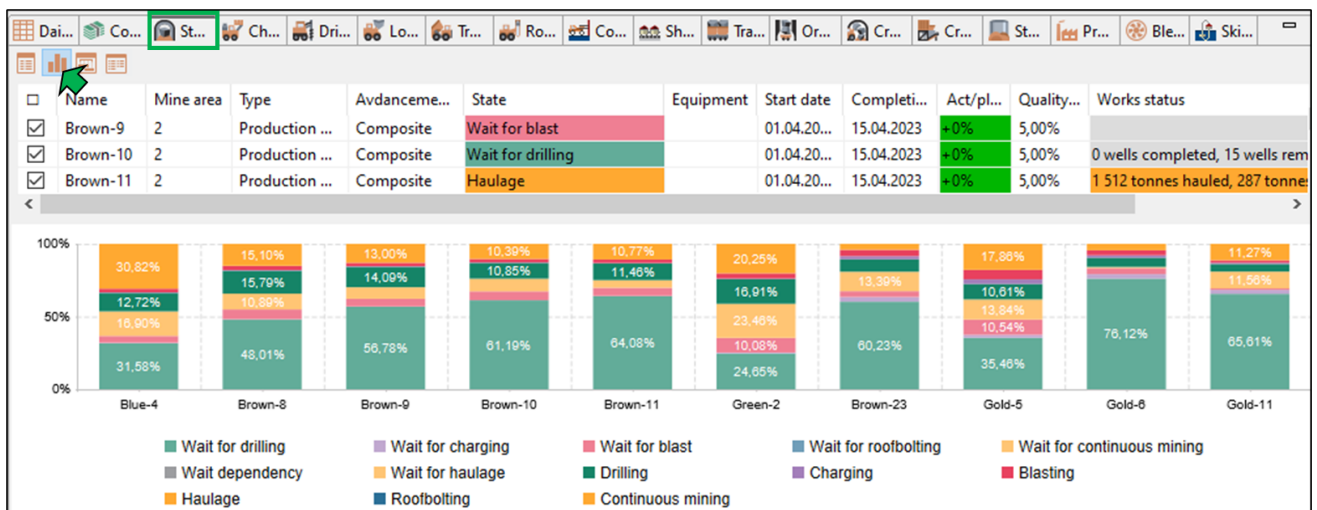 Dai... Co... St... Ch... Dri... Lo... Tr... Ro... Co... Sh... Tra... Or... Cr... Cr... St... Pr... Ble... Ski...
Name Mine area Type Avdanceme... State Equipment Start date Completi... Act/pl... Quality... Works status
Brown-9 2 Production ... Composite Wait for blast 01.04.20... 15.04.2023 +0% 5,00%
Brown-10 2 Production ... Composite Wait for drilling 01.04.20... 15.04.2023 +0% 5,00% 0 wells completed, 15 wells rem
Brown-11 2 Production ... Composite Haulage 01.04.20... 15.04.2023 +0% 5,00% 1 512 tonnes hauled, 287 tonne
100%
50%
0%
30,82% 12,72% 16,90% 31,58%
15,10% 15,79% 10,89% 48,01%
13,00% 14,09% 56,78%
10,39% 10,85% 61,19%
10,77% 11,46% 64,08%
20,25% 16,91% 23,46% 10,08% 24,65%
13,39% 60,23%
17,86% 10,61% 13,84% 10,54% 35,46%
76,12%
11,27% 11,56% 65,61%
Blue-4 Brown-8 Brown-9 Brown-10 Brown-11 Green-2 Brown-23 Gold-5 Gold-6 Gold-11
Wait for drilling Wait for charging Wait for blast Wait for roofbolting Wait for continuous mining
Wait dependency Wait for haulage Drilling Charging Blasting
Haulage Roofbolting Continuous mining